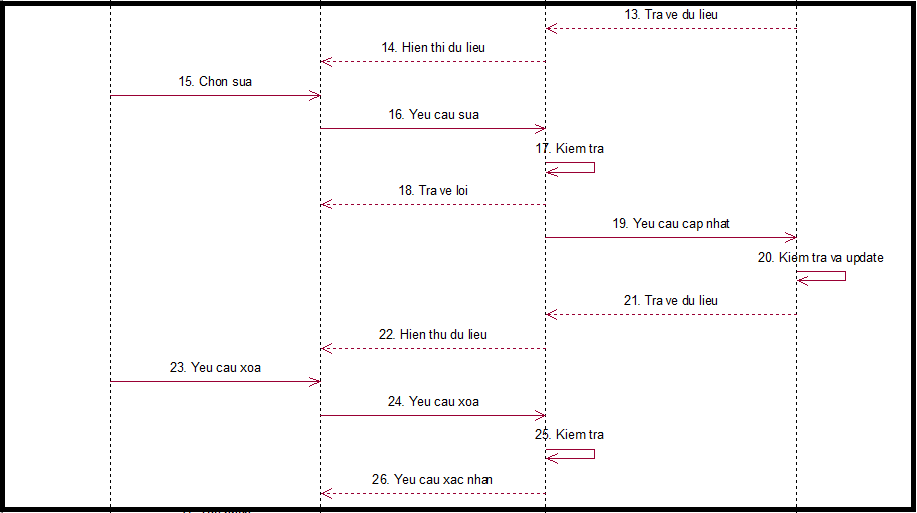 13. Tra ve du lieu
14. Hien thi du lieu
15. Chon sua
16. Yeu cau sua
17. Kiem tra
18. Tra ve loi
19. Yeu cau cap nhat
20. Kiem tra va update
21. Tra ve du lieu
22. Hien thu du lieu
23. Yeu cau xoa
24. Yeu cau xoa
25. Kiem tra
26. Yeu cau xac nhan